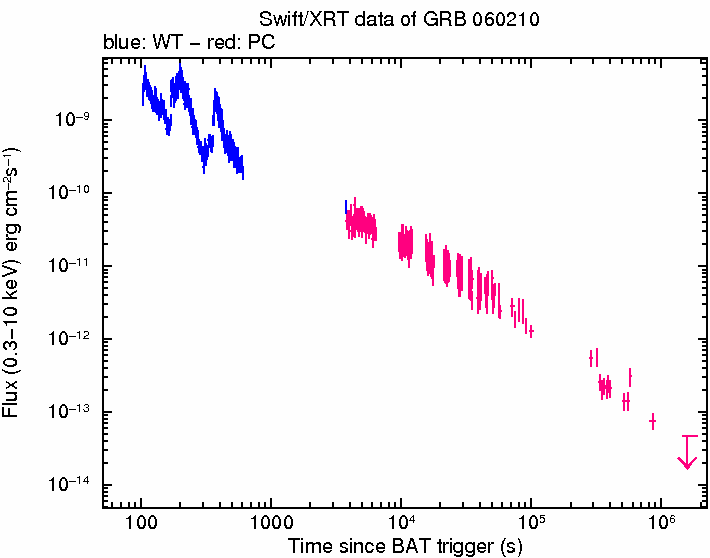 Swift/XRT data of GRB 060210
blue: WT − red: PC
Flux (0.3−10 keV) erg cm⁻²s⁻¹
10⁻⁹
10⁻¹⁰
10⁻¹¹
10⁻¹²
10⁻¹³
10⁻¹⁴
100 1000 10⁴ 10⁵ 10⁶
Time since BAT trigger (s)